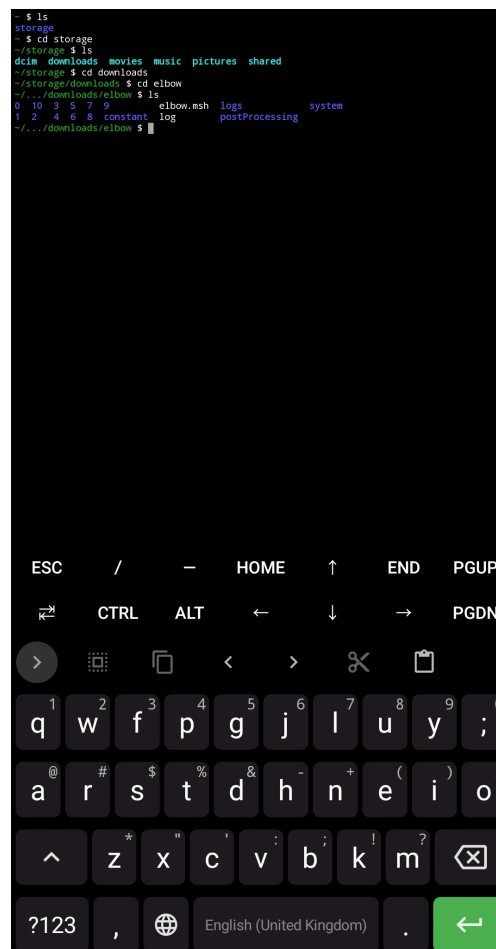 ~ $ ls
storage
~ $ cd storage
~/storage $ ls
dcim downloads movies music pictures shared
~/storage $ cd downloads
~/storage/downloads $ cd elbow
~/.../downloads/elbow $ ls
0 10 3 5 7 9 elbow.msh logs system
1 2 4 6 8 constant log postProcessing
~/.../downloads/elbow $
ESC / — HOME ↑ END PGUP
⇄ CTRL ALT ← ↓ → PGDN
1 2 3 4 5 6 7 8 9
q w f p g j l u y ;
@ # $ % & - + ( )
a r s t d h n e i o
* " ' : ; ! ?
z x c v b k m
?123 , English (United Kingdom) .